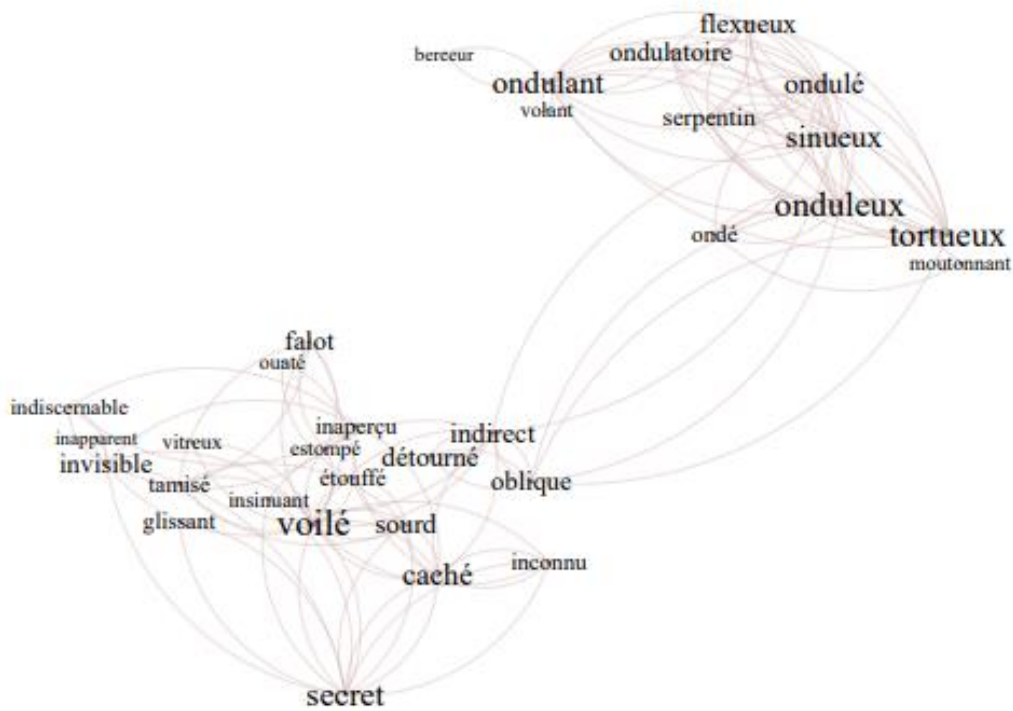 flexueux
ondulatoire
berceur
ondulant
ondulé
volant
serpentin
sinueux
onduleux
ondé
tortueux
moutonnant
falot
ouaté
indiscernable
inaperçu
indirect
inapparent
vitreux
estompé
détourné
invisible
étouffé
tamisé
oblique
insinuant
glissant
voilé
sourd
inconnu
caché
secret